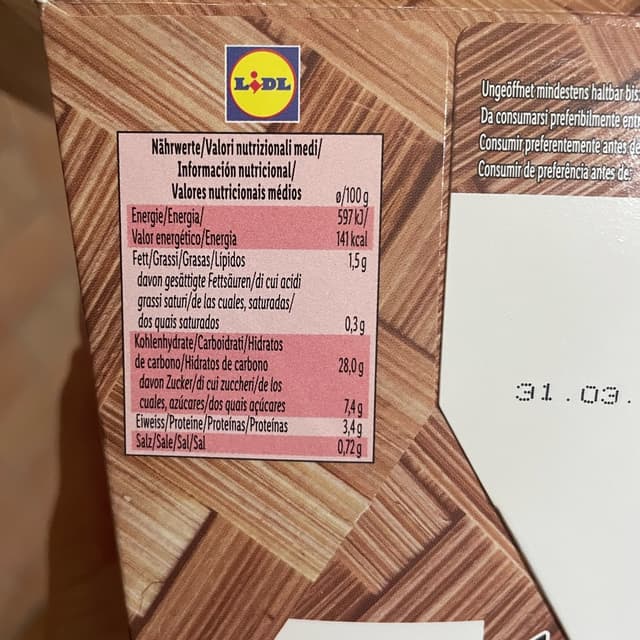 LIDL
Nährwerte/Valori nutrizionali medi/
Información nutricional/
Valores nutricionais médios
ø/100 g
Energie/Energia/ 597 kJ/
Valor energético/Energia 141 kcal
Fett/Grassi/Grasas/Lípidos 1,5 g
davon gesättigte Fettsäuren/di cui acidi
grassi saturi/de las cuales, saturadas/
dos quais saturados 0,3 g
Kohlenhydrate/Carboidrati/Hidratos
de carbono/Hidratos de carbono 28,0 g
davon Zucker/di cui zuccheri/de los
cuales, azúcares/dos quais açúcares 7,4 g
Eiweiss/Proteine/Proteínas/Proteínas 3,4 g
Salz/Sale/Sal/Sal 0,72 g
Ungeöffnet mindestens haltbar bis
Da consumarsi preferibilmente entr
Consumir preferentemente antes de
Consumir de preferência antes de:
31.03.